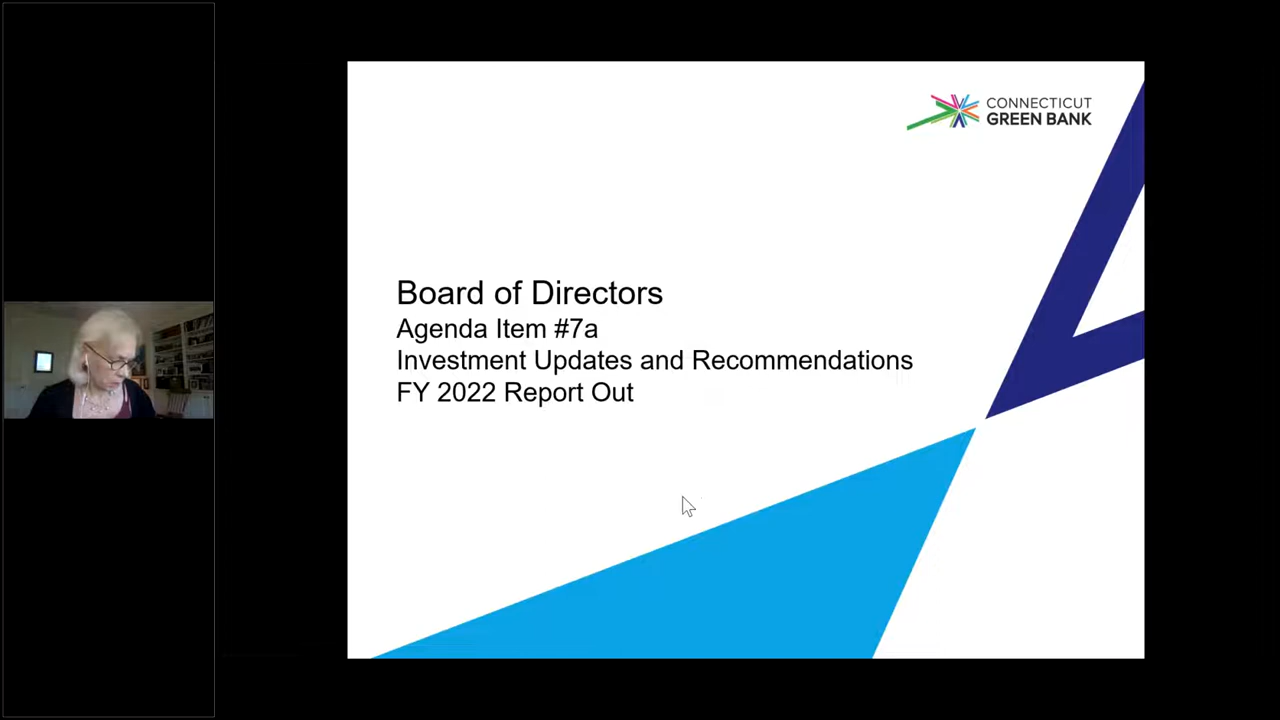 CONNECTICUT
GREEN BANK
Board of Directors
Agenda Item #7a
Investment Updates and Recommendations
FY 2022 Report Out